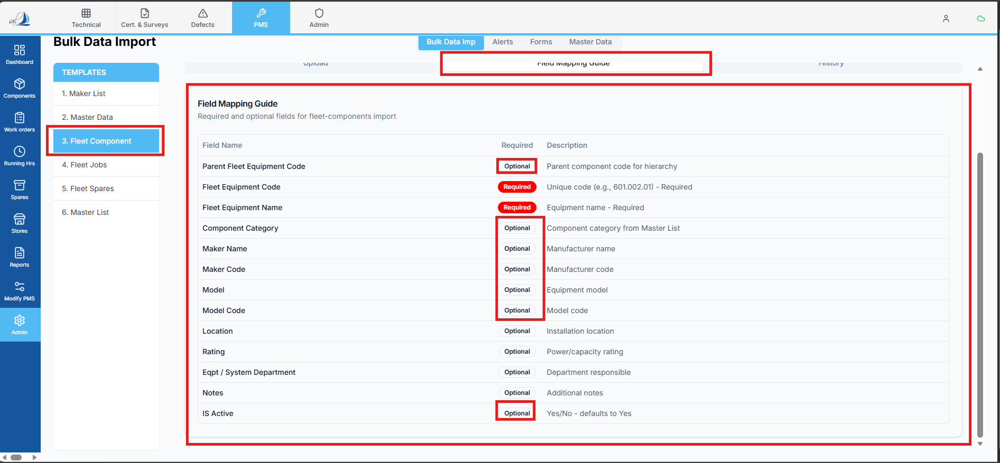 sail
Technical
Cert. & Surveys
Defects
PMS
Admin
Dashboard
Components
Work orders
Running Hrs
Spares
Stores
Reports
Modify PMS
Admin
Bulk Data Import
Bulk Data Imp
Alerts
Forms
Master Data
TEMPLATES
1. Maker List
2. Master Data
3. Fleet Component
4. Fleet Jobs
5. Fleet Spares
6. Master List
Upload
Field Mapping Guide
History
Field Mapping Guide
Required and optional fields for fleet-components import
Field Name Required Description
Parent Fleet Equipment Code Optional Parent component code for hierarchy
Fleet Equipment Code Required Unique code (e.g., 601.002.01) - Required
Fleet Equipment Name Required Equipment name - Required
Component Category Optional Component category from Master List
Maker Name Optional Manufacturer name
Maker Code Optional Manufacturer code
Model Optional Equipment model
Model Code Optional Model code
Location Optional Installation location
Rating Optional Power/capacity rating
Eqpt / System Department Optional Department responsible
Notes Optional Additional notes
IS Active Optional Yes/No - defaults to Yes